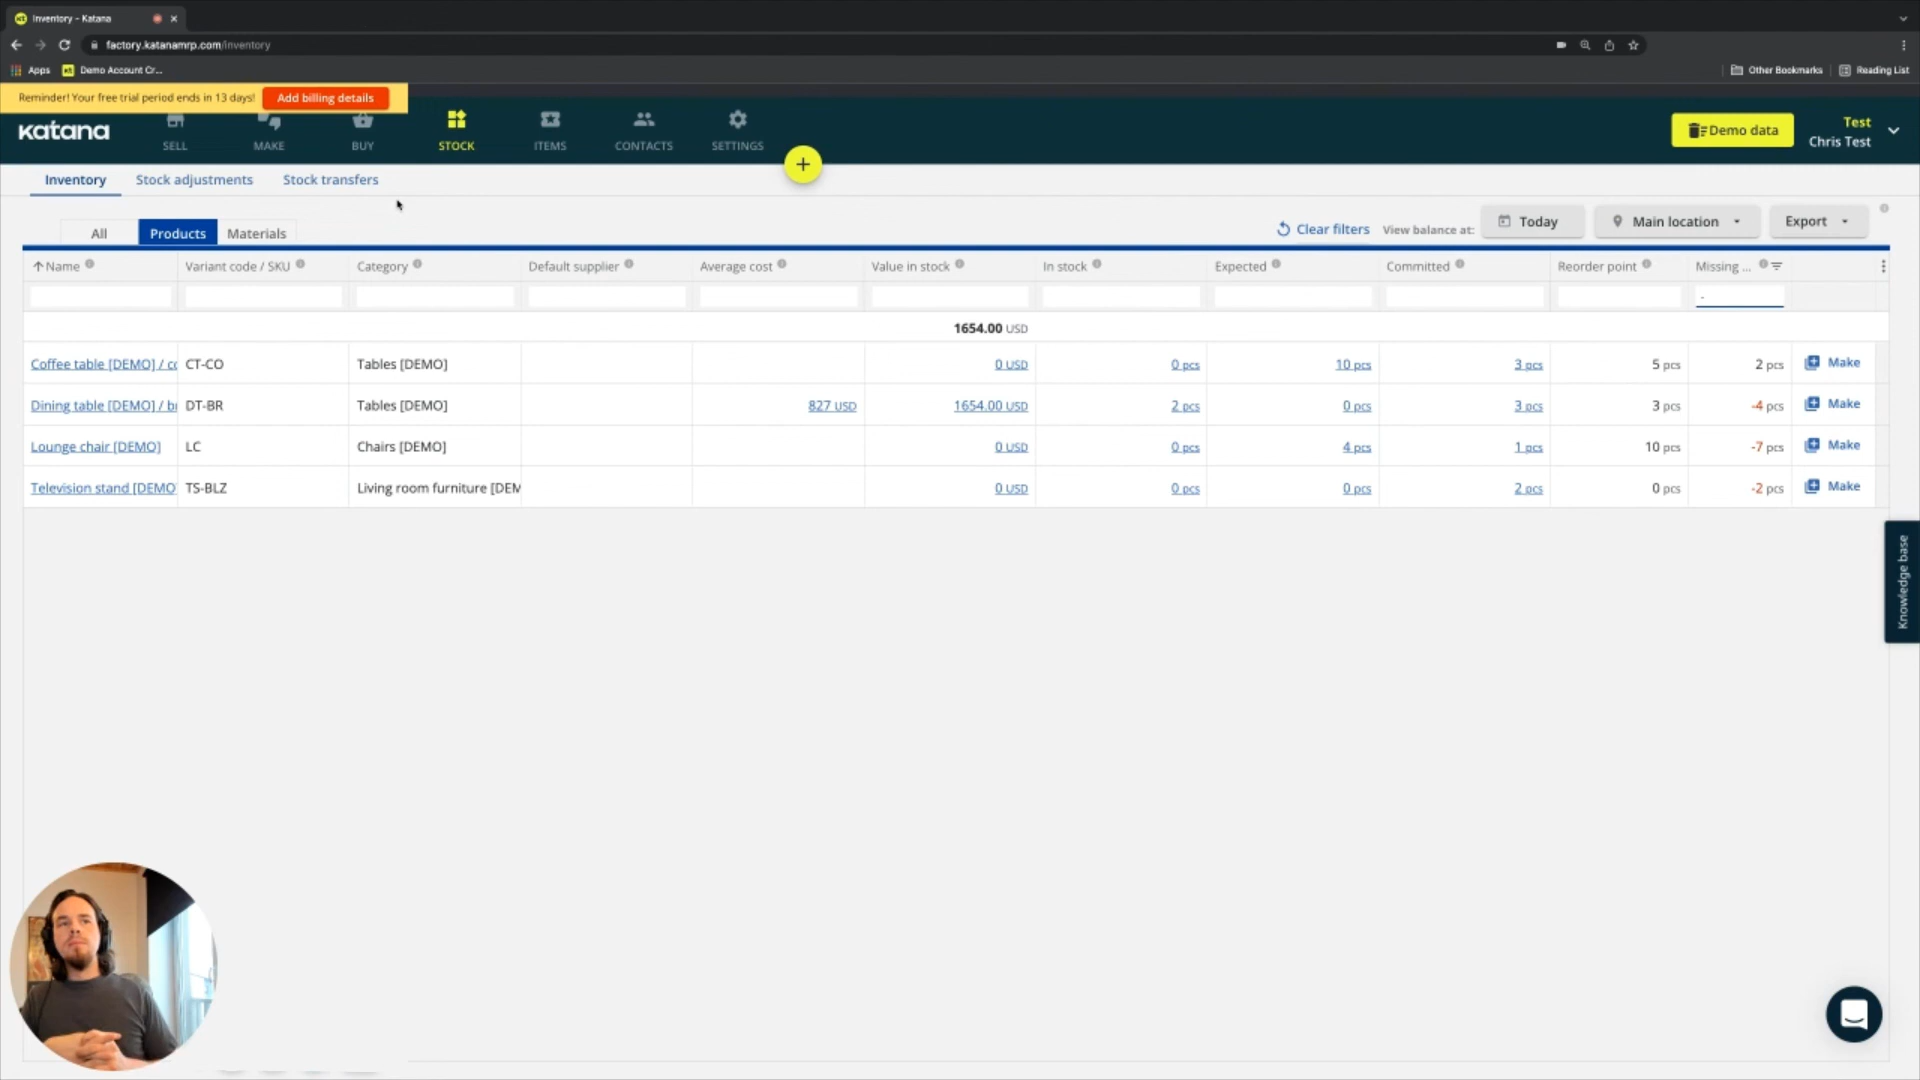 Inventory – Katana
factory.katanamrp.com/inventory
Apps
Demo Account Cr...
Other Bookmarks
Reading List
Reminder! Your free trial period ends in 13 days!
Add billing details
katana
SELL
MAKE
BUY
STOCK
ITEMS
CONTACTS
SETTINGS
+
Demo data
Test
Chris Test
Inventory
Stock adjustments
Stock transfers
All
Products
Materials
Clear filters
View balance at:
Today
Main location
Export
Name
Variant code / SKU
Category
Default supplier
Average cost
Value in stock
In stock
Expected
Committed
Reorder point
Missing ...
-
1654.00 USD
Coffee table [DEMO] / co CT-CO Tables [DEMO] 0 USD 0 pcs 10 pcs 3 pcs 5 pcs 2 pcs Make
Dining table [DEMO] / br DT-BR Tables [DEMO] 827 USD 1654.00 USD 2 pcs 0 pcs 3 pcs 3 pcs -4 pcs Make
Lounge chair [DEMO] LC Chairs [DEMO] 0 USD 0 pcs 4 pcs 1 pcs 10 pcs -7 pcs Make
Television stand [DEMO] TS-BLZ Living room furniture [DEM 0 USD 0 pcs 0 pcs 2 pcs 0 pcs -2 pcs Make
Knowledge base